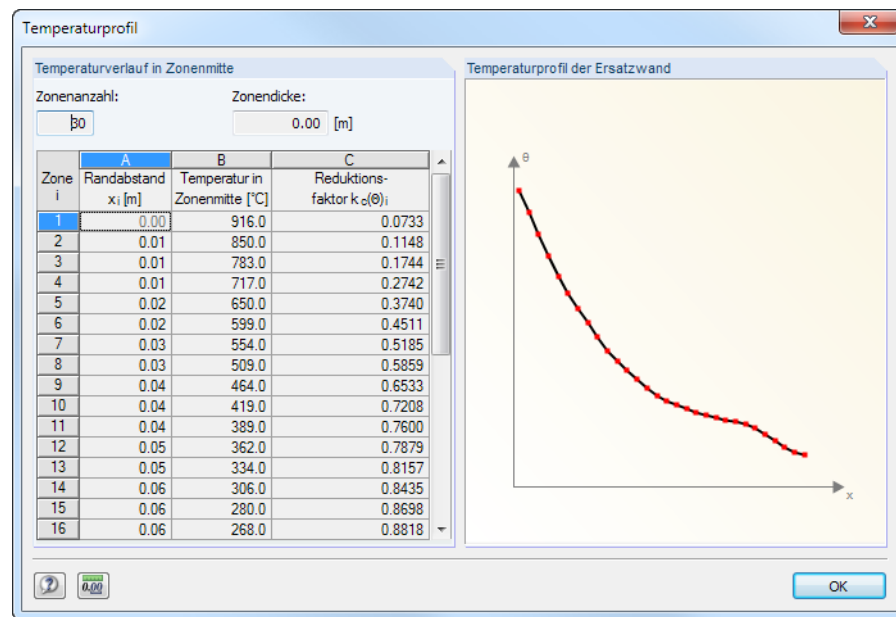 Temperaturprofil
Temperaturverlauf in Zonenmitte
Zonenanzahl: Zonendicke:
30 0.00 [m]
A B C
Zone Randabstand Temperatur in Reduktions-
i x i [m] Zonenmitte [°C] faktor k c(Θ) i
1 0.00 916.0 0.0733
2 0.01 850.0 0.1148
3 0.01 783.0 0.1744
4 0.01 717.0 0.2742
5 0.02 650.0 0.3740
6 0.02 599.0 0.4511
7 0.03 554.0 0.5185
8 0.03 509.0 0.5859
9 0.04 464.0 0.6533
10 0.04 419.0 0.7208
11 0.04 389.0 0.7600
12 0.05 362.0 0.7879
13 0.05 334.0 0.8157
14 0.06 306.0 0.8435
15 0.06 280.0 0.8698
16 0.06 268.0 0.8818
Temperaturprofil der Ersatzwand
θ
x
0.00
OK